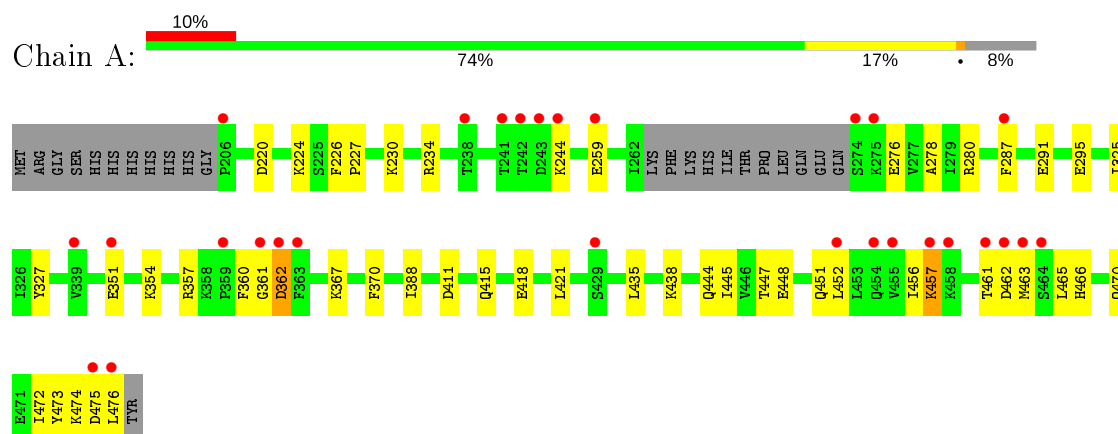 10%
Chain A:
74% 17% • 8%
MET ARG GLY SER HIS HIS HIS HIS HIS HIS GLY P206 D220 K224 S225 F226 P227 K230 R234 T238 T241 T242 D243 K244 E259 I262 LYS PHE LYS HIS ILE THR PRO LEU GLN GLU GLN S274 K275 E276 V277 A278 I279 R280 F287 E291 E295
I326 Y327 V339 E351 K354 R357 K358 P359 F360 G361 D362 F363 K367 F370 I388 D411 Q415 E418 L421 S429 L435 K438 Q444 I445 V446 T447 E448 Q451 L452 L453 Q454 V455 I456 K457 K458 T461 D462 M463 S464 L465 H466
E471 I472 Y473 K474 D475 L476 TYR